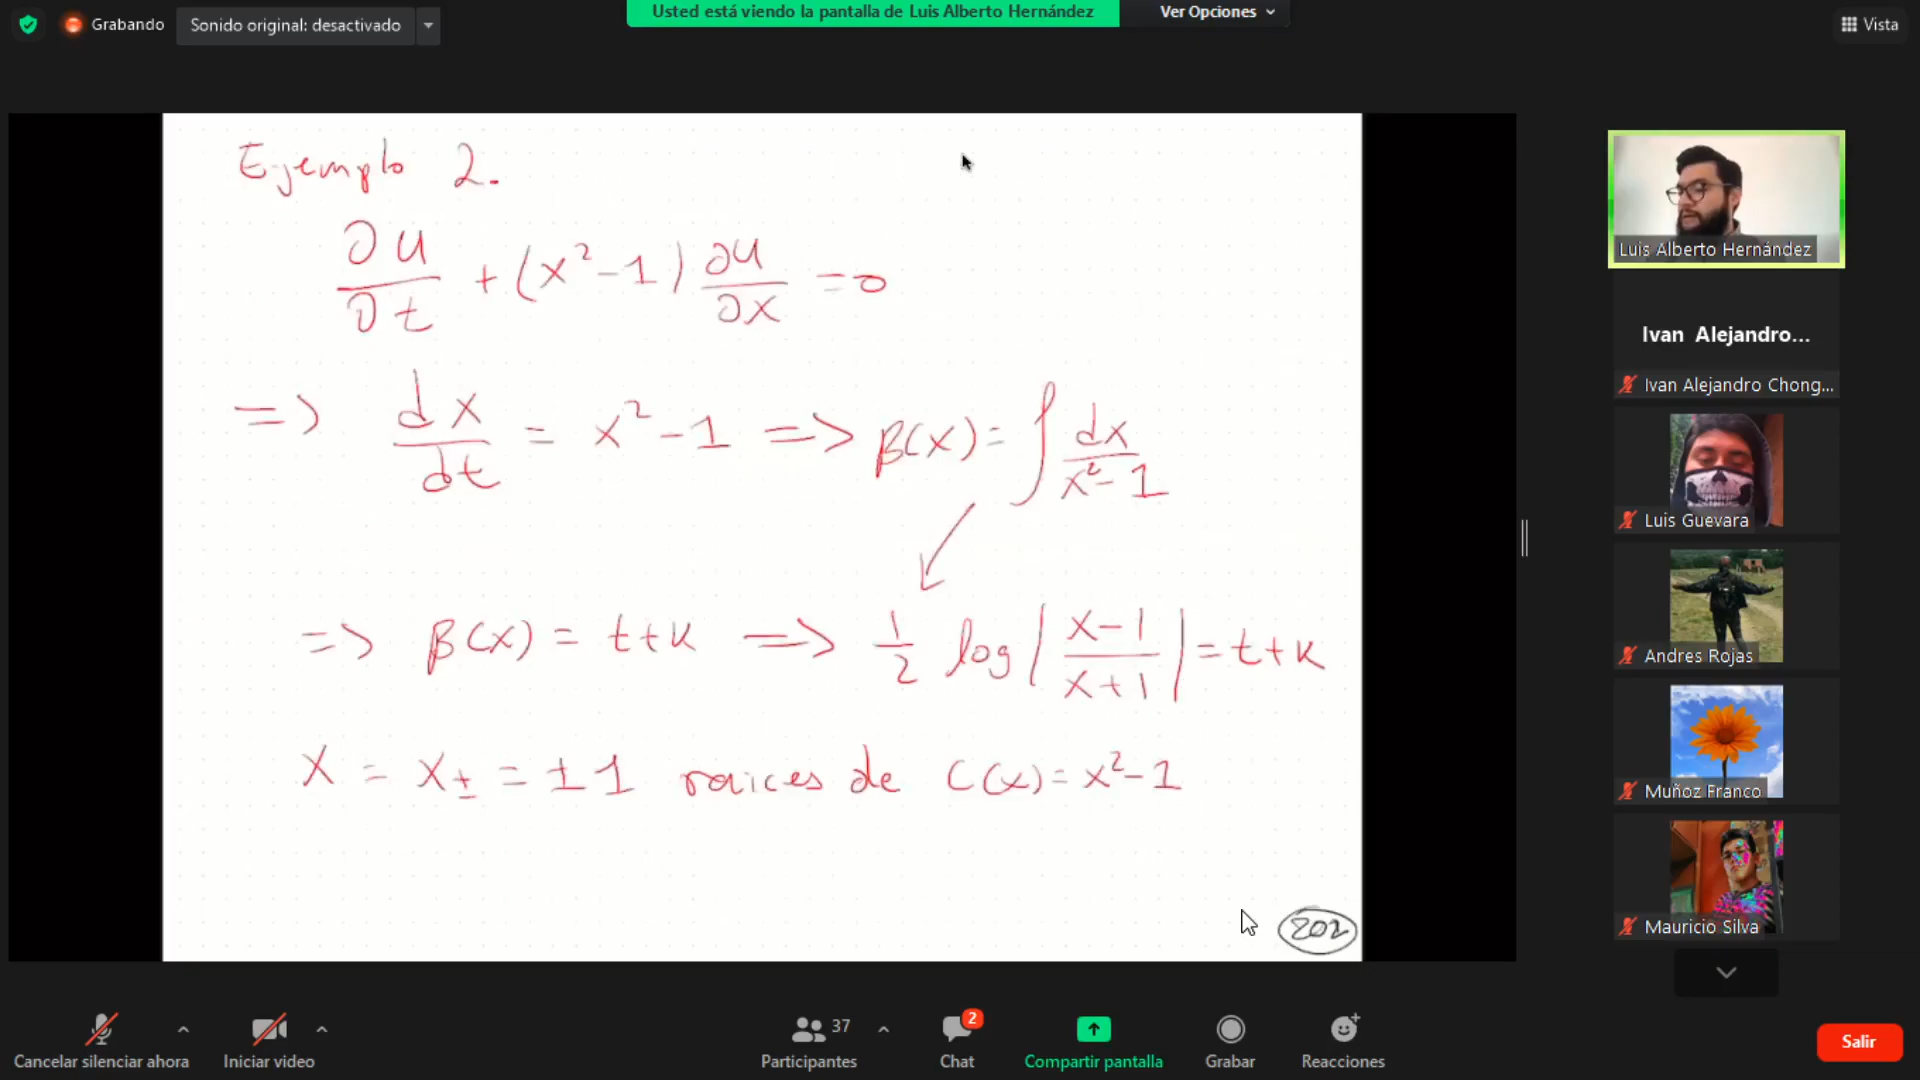 Grabando
Sonido original: desactivado
Usted está viendo la pantalla de Luis Alberto Hernández
Ver Opciones
Vista
Ejemplo 2.
∂u/∂t + (x²-1) ∂u/∂x = 0
=> dx/dt = x²-1 => β(x) = ∫ dx/(x²-1)
=> β(x) = t+k => 1/2 log |(x-1)/(x+1)| = t+k
x = x± = ±1 raices de c(x) = x²-1
202
Luis Alberto Hernández
Ivan Alejandro...
Ivan Alejandro Chong...
Luis Guevara
Andres Rojas
Muñoz Franco
Mauricio Silva
Cancelar silenciar ahora
Iniciar video
37
Participantes
2
Chat
Compartir pantalla
Grabar
Reacciones
Salir